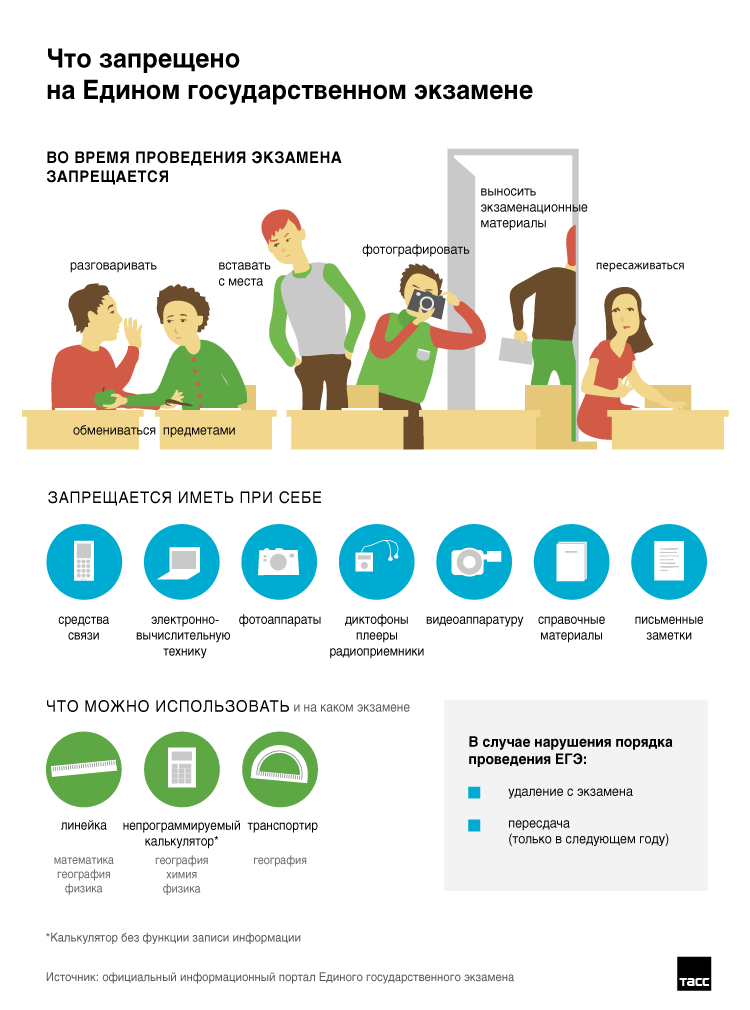 Что запрещено
на Едином государственном экзамене
ВО ВРЕМЯ ПРОВЕДЕНИЯ ЭКЗАМЕНА
ЗАПРЕЩАЕТСЯ
разговаривать
вставать
с места
фотографировать
выносить
экзаменационные
материалы
пересаживаться
обмениваться предметами
ЗАПРЕЩАЕТСЯ ИМЕТЬ ПРИ СЕБЕ
средства
связи
электронно-
вычислительную
технику
фотоаппараты
диктофоны
плееры
радиоприемники
видеоаппаратуру
справочные
материалы
письменные
заметки
ЧТО МОЖНО ИСПОЛЬЗОВАТЬ и на каком экзамене
линейка
математика
география
физика
непрограммируемый
калькулятор*
география
химия
физика
транспортир
география
В случае нарушения порядка
проведения ЕГЭ:
удаление с экзамена
пересдача
(только в следующем году)
*Калькулятор без функции записи информации
Источник: официальный информационный портал Единого государственного экзамена
ТАСС